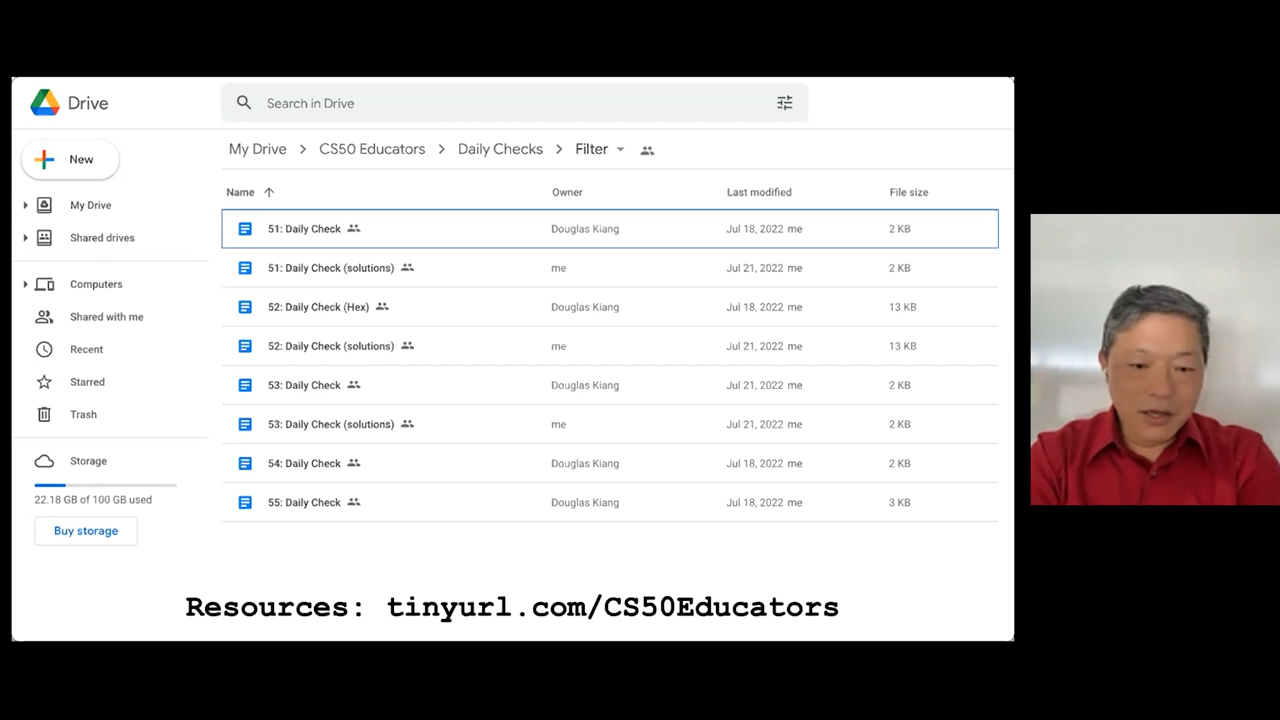 Drive
Search in Drive
New
My Drive
Shared drives
Computers
Shared with me
Recent
Starred
Trash
Storage
22.18 GB of 100 GB used
Buy storage
My Drive CS50 Educators Daily Checks Filter
Name Owner Last modified File size
51: Daily Check Douglas Kiang Jul 18, 2022 me 2 KB
51: Daily Check (solutions) me Jul 21, 2022 me 2 KB
52: Daily Check (Hex) Douglas Kiang Jul 18, 2022 me 13 KB
52: Daily Check (solutions) me Jul 21, 2022 me 13 KB
53: Daily Check Douglas Kiang Jul 21, 2022 me 2 KB
53: Daily Check (solutions) me Jul 21, 2022 me 2 KB
54: Daily Check Douglas Kiang Jul 18, 2022 me 2 KB
55: Daily Check Douglas Kiang Jul 18, 2022 me 3 KB
Resources: tinyurl.com/CS50Educators